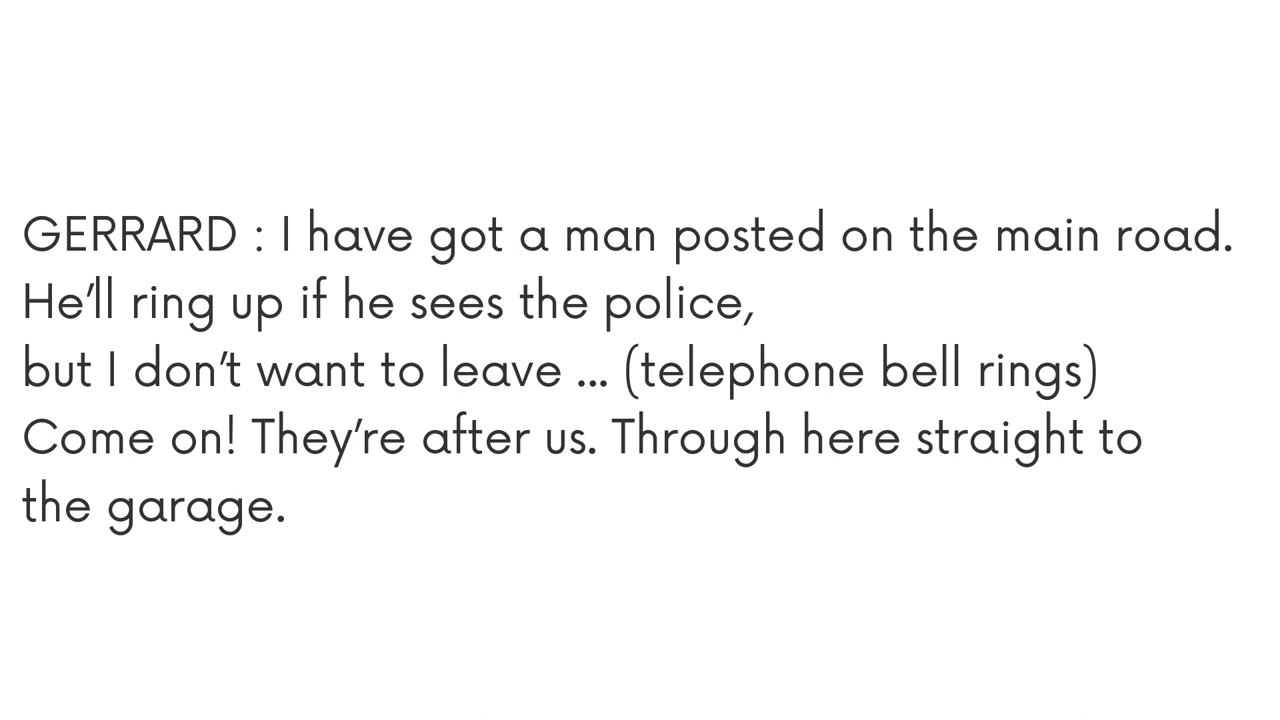 GERRARD : I have got a man posted on the main road.
He’ll ring up if he sees the police,
but I don’t want to leave ... (telephone bell rings)
Come on! They’re after us. Through here straight to
the garage.